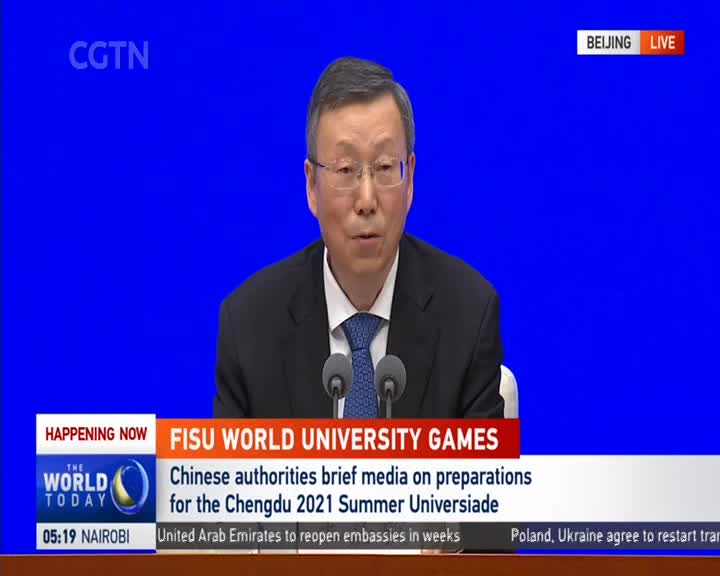 CGTN
BEIJING LIVE
HAPPENING NOW
FISU WORLD UNIVERSITY GAMES
THE
WORLD
TODAY
Chinese authorities brief media on preparations
for the Chengdu 2021 Summer Universiade
05:19 NAIROBI
United Arab Emirates to reopen embassies in weeks
Poland, Ukraine agree to restart